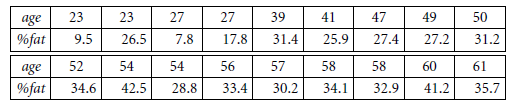 age 23 23 27 27 39 41 47 49 50
%fat 9.5 26.5 7.8 17.8 31.4 25.9 27.4 27.2 31.2
age 52 54 54 56 57 58 58 60 61
%fat 34.6 42.5 28.8 33.4 30.2 34.1 32.9 41.2 35.7